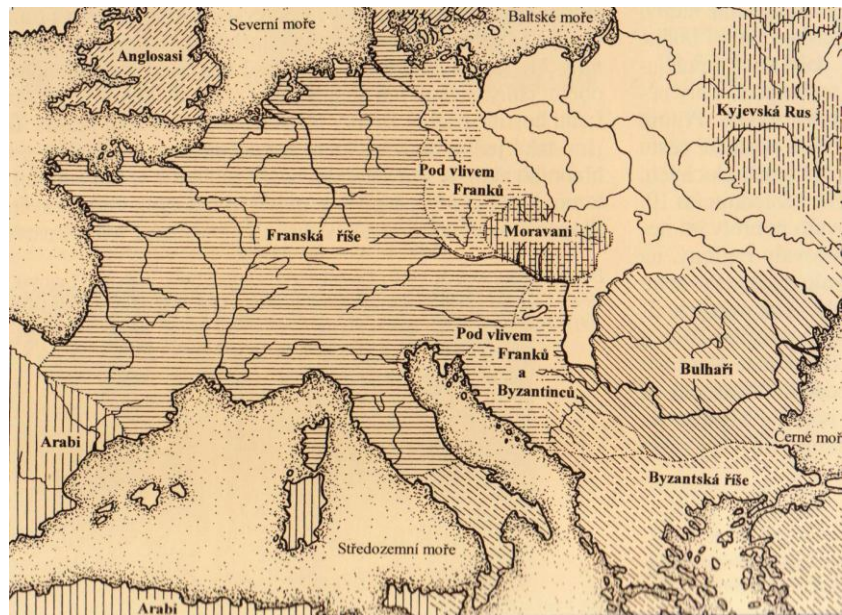 Severní moře
Baltské moře
Anglosasi
Kyjevská Rus
Pod vlivem
Franků
Franská říše
Moravani
Pod vlivem
Franků
a
Byzantinců
Bulhaři
Arabi
Černé moř
Byzantská říše
Středozemní moře
Arabi